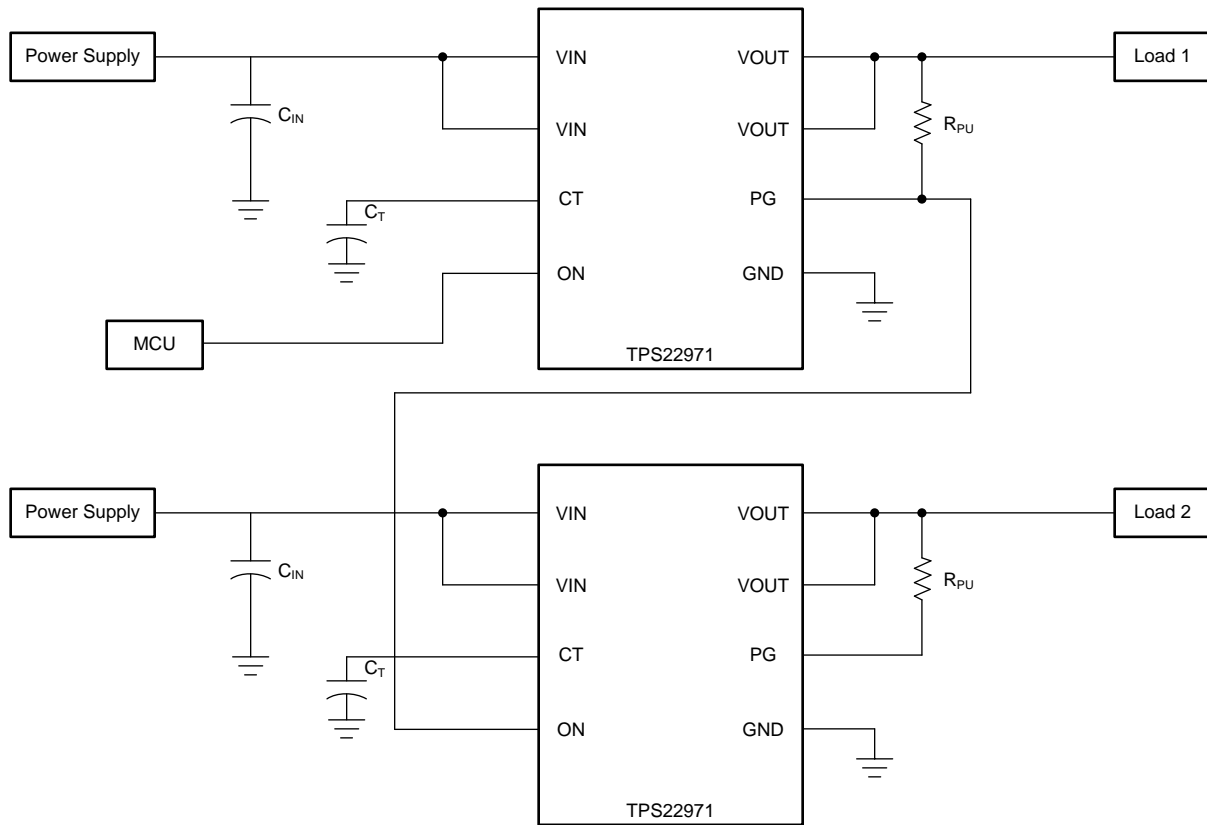 Power Supply
VIN
VOUT
Load 1
C_IN
VIN
VOUT
R_PU
CT
PG
C_T
ON
GND
MCU
TPS22971
Power Supply
VIN
VOUT
Load 2
C_IN
VIN
VOUT
R_PU
CT
PG
C_T
ON
GND
TPS22971